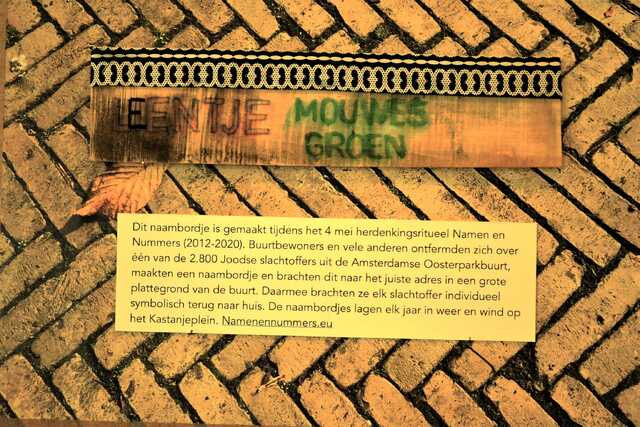 LEENTJE MOUWES
GROEN
Dit naambordje is gemaakt tijdens het 4 mei herdenkingsritueel Namen en
Nummers (2012-2020). Buurtbewoners en vele anderen ontfermden zich over
één van de 2.800 Joodse slachtoffers uit de Amsterdamse Oosterparkbuurt,
maakten een naambordje en brachten dit naar het juiste adres in een grote
plattegrond van de buurt. Daarmee brachten ze elk slachtoffer individueel
symbolisch terug naar huis. De naambordjes lagen elk jaar in weer en wind op
het Kastanjeplein. Namenennummers.eu